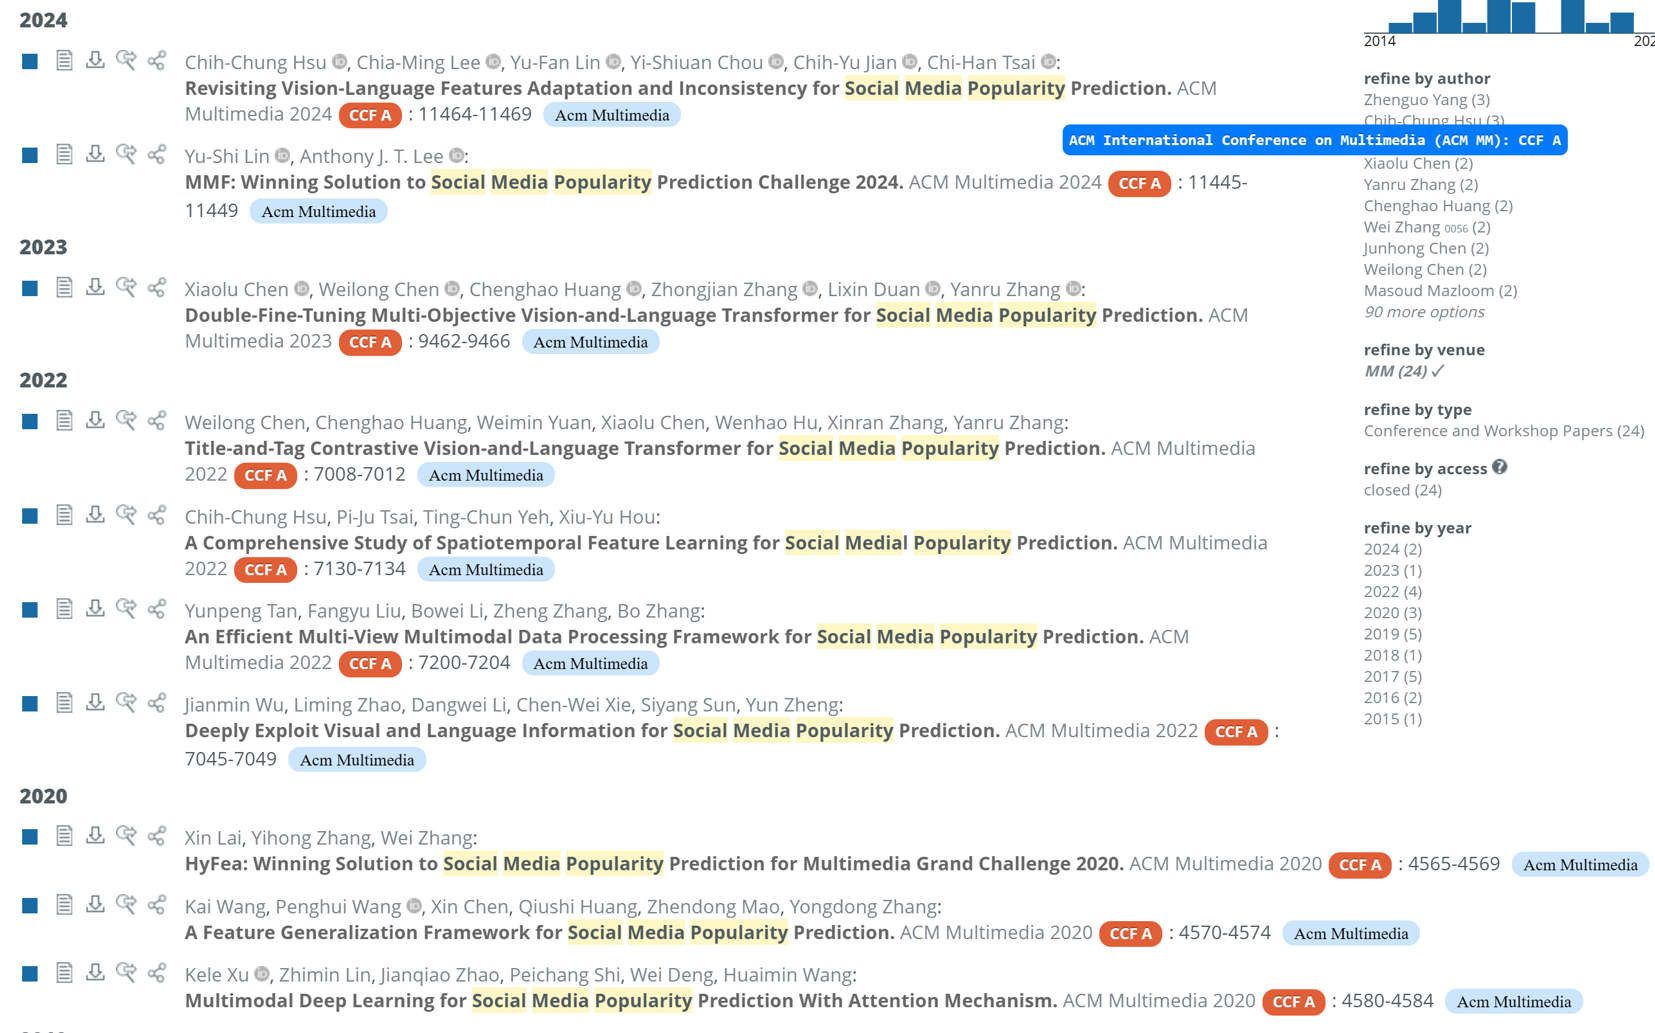 2024
Chih-Chung Hsu, Chia-Ming Lee, Yu-Fan Lin, Yi-Shiuan Chou, Chih-Yu Jian, Chi-Han Tsai:
Revisiting Vision-Language Features Adaptation and Inconsistency for Social Media Popularity Prediction. ACM
Multimedia 2024 CCF A : 11464-11469 Acm Multimedia
Yu-Shi Lin, Anthony J. T. Lee:
MMF: Winning Solution to Social Media Popularity Prediction Challenge 2024. ACM Multimedia 2024 CCF A : 11445-
11449 Acm Multimedia
2023
Xiaolu Chen, Weilong Chen, Chenghao Huang, Zhongjian Zhang, Lixin Duan, Yanru Zhang:
Double-Fine-Tuning Multi-Objective Vision-and-Language Transformer for Social Media Popularity Prediction. ACM
Multimedia 2023 CCF A : 9462-9466 Acm Multimedia
2022
Weilong Chen, Chenghao Huang, Weimin Yuan, Xiaolu Chen, Wenhao Hu, Xinran Zhang, Yanru Zhang:
Title-and-Tag Contrastive Vision-and-Language Transformer for Social Media Popularity Prediction. ACM Multimedia
2022 CCF A : 7008-7012 Acm Multimedia
Chih-Chung Hsu, Pi-Ju Tsai, Ting-Chun Yeh, Xiu-Yu Hou:
A Comprehensive Study of Spatiotemporal Feature Learning for Social Medial Popularity Prediction. ACM Multimedia
2022 CCF A : 7130-7134 Acm Multimedia
Yunpeng Tan, Fangyu Liu, Bowei Li, Zheng Zhang, Bo Zhang:
An Efficient Multi-View Multimodal Data Processing Framework for Social Media Popularity Prediction. ACM
Multimedia 2022 CCF A : 7200-7204 Acm Multimedia
Jianmin Wu, Liming Zhao, Dangwei Li, Chen-Wei Xie, Siyang Sun, Yun Zheng:
Deeply Exploit Visual and Language Information for Social Media Popularity Prediction. ACM Multimedia 2022 CCF A :
7045-7049 Acm Multimedia
2020
Xin Lai, Yihong Zhang, Wei Zhang:
HyFea: Winning Solution to Social Media Popularity Prediction for Multimedia Grand Challenge 2020. ACM Multimedia 2020 CCF A : 4565-4569 Acm Multimedia
Kai Wang, Penghui Wang, Xin Chen, Qiushi Huang, Zhendong Mao, Yongdong Zhang:
A Feature Generalization Framework for Social Media Popularity Prediction. ACM Multimedia 2020 CCF A : 4570-4574 Acm Multimedia
Kele Xu, Zhimin Lin, Jianqiao Zhao, Peichang Shi, Wei Deng, Huaimin Wang:
Multimodal Deep Learning for Social Media Popularity Prediction With Attention Mechanism. ACM Multimedia 2020 CCF A : 4580-4584 Acm Multimedia
2014
refine by author
Zhenguo Yang (3)
Chih-Chung Hsu (3)
ACM International Conference on Multimedia (ACM MM): CCF A
Xiaolu Chen (2)
Yanru Zhang (2)
Chenghao Huang (2)
Wei Zhang 0056 (2)
Junhong Chen (2)
Weilong Chen (2)
Masoud Mazloom (2)
90 more options
refine by venue
MM (24) ✓
refine by type
Conference and Workshop Papers (24)
refine by access ?
closed (24)
refine by year
2024 (2)
2023 (1)
2022 (4)
2020 (3)
2019 (5)
2018 (1)
2017 (5)
2016 (2)
2015 (1)